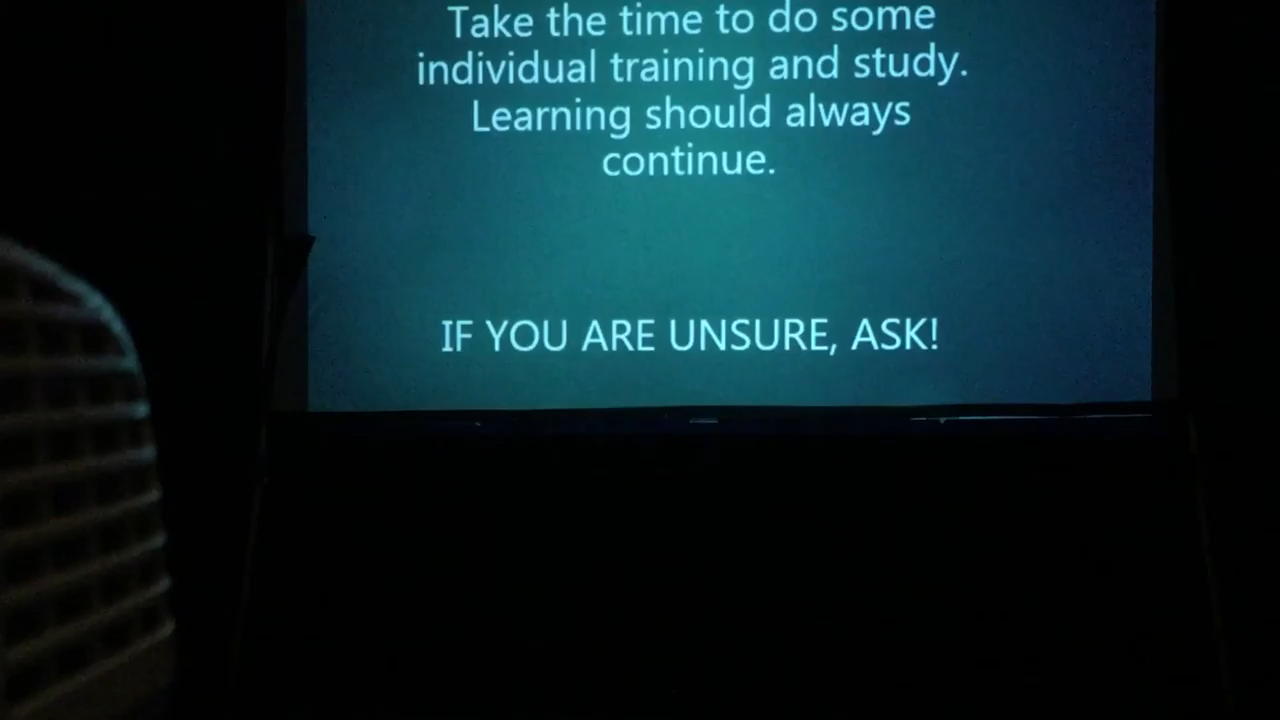 Take the time to do some
individual training and study.
Learning should always
continue.
IF YOU ARE UNSURE, ASK!